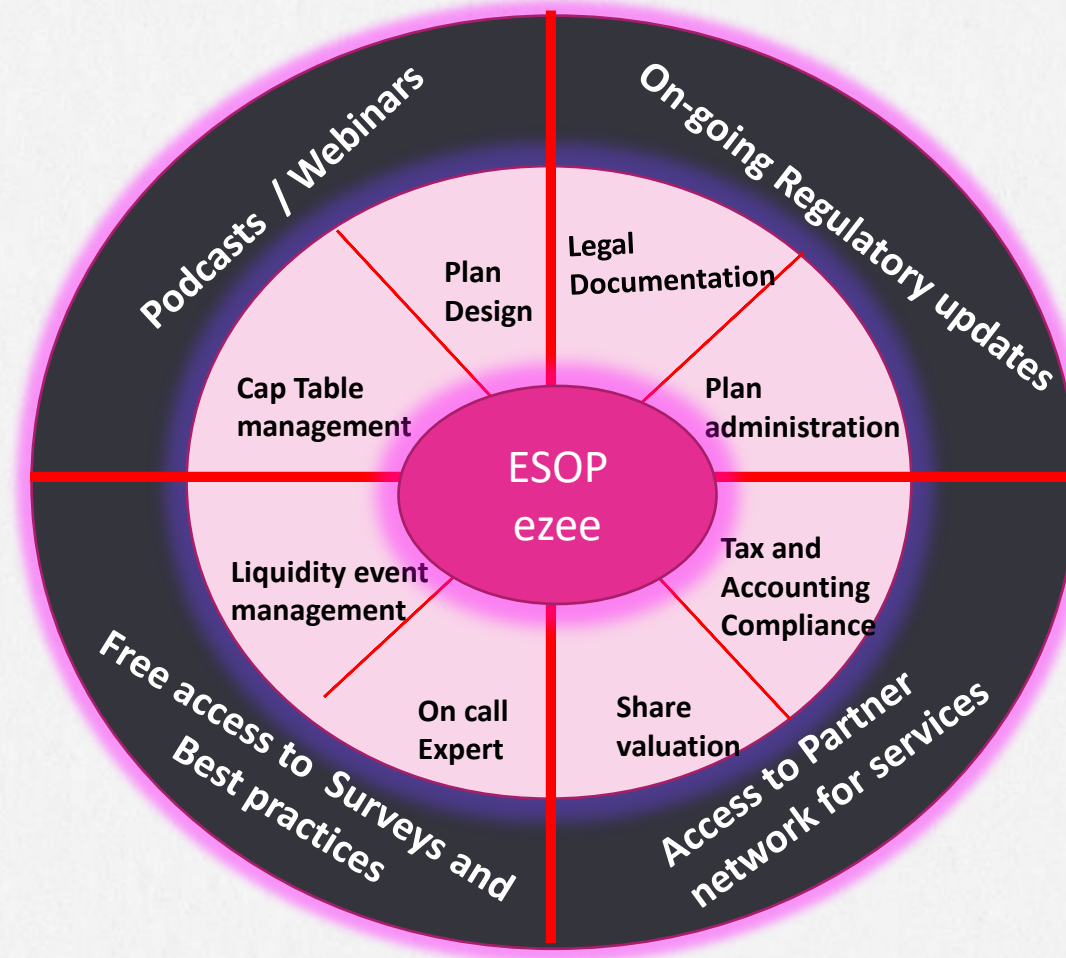 Podcasts / Webinars
On-going Regulatory updates
Plan
Design
Legal
Documentation
Cap Table
management
Plan
administration
ESOP
ezee
Liquidity event
management
Tax and
Accounting
Compliance
On call
Expert
Share
valuation
Free access to Surveys and
Best practices
Access to Partner
network for services